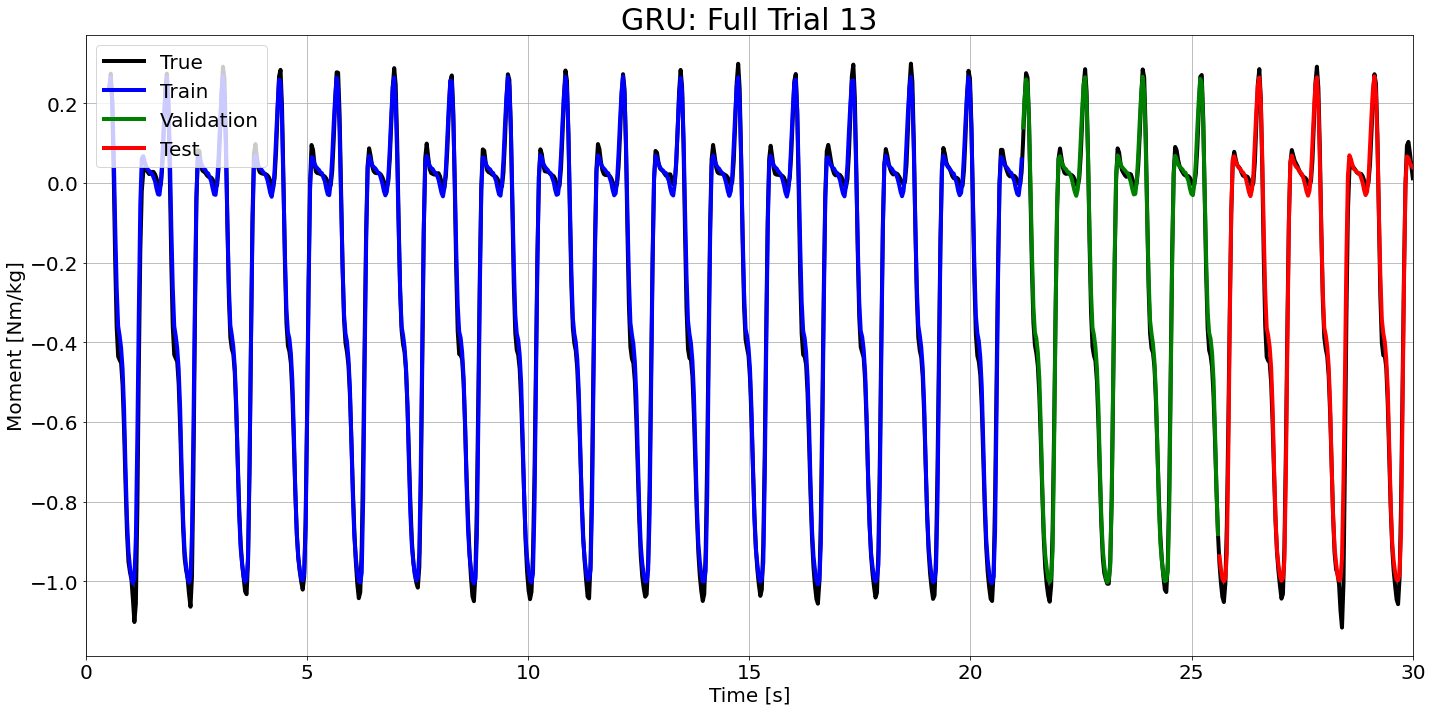 GRU: Full Trial 13
True
Train
Validation
Test
0.2
0.0
−0.2
−0.4
−0.6
−0.8
−1.0
Moment [Nm/kg]
0 5 10 15 20 25 30
Time [s]